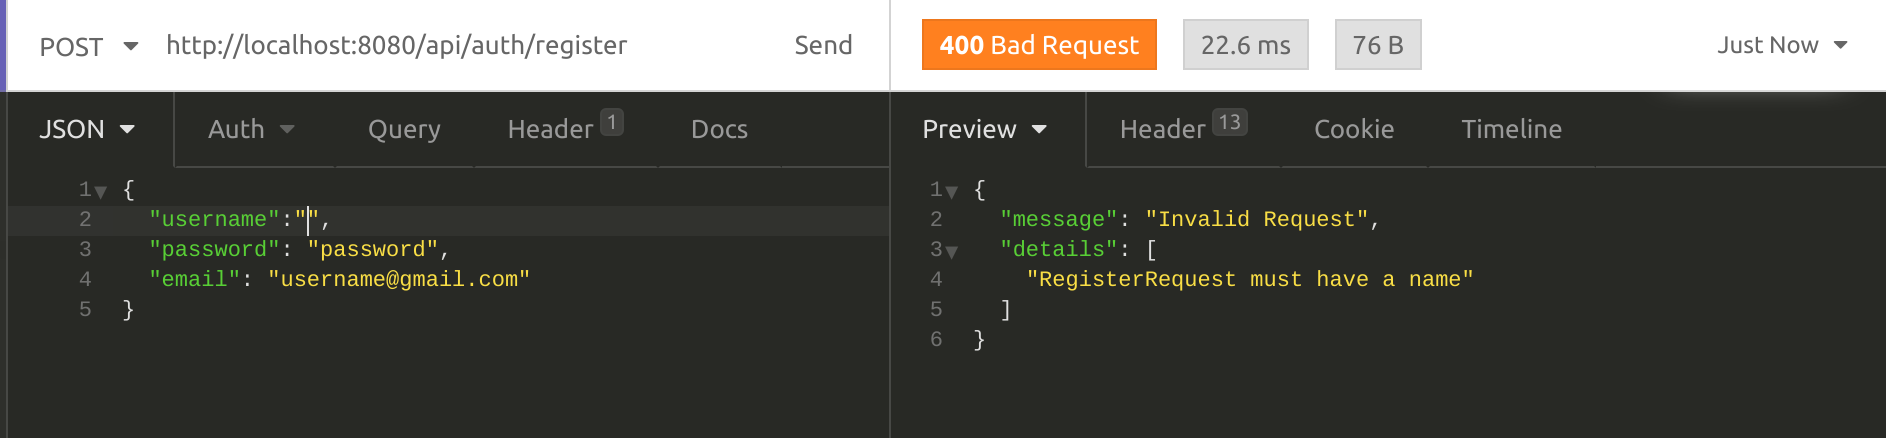 POST http://localhost:8080/api/auth/register Send 400 Bad Request 22.6 ms 76 B Just Now
JSON Auth Query Header 1 Docs Preview Header 13 Cookie Timeline
1 {
2 "username":"",
3 "password": "password",
4 "email": "username@gmail.com"
5 }
1 {
2 "message": "Invalid Request",
3 "details": [
4 "RegisterRequest must have a name"
5 ]
6 }